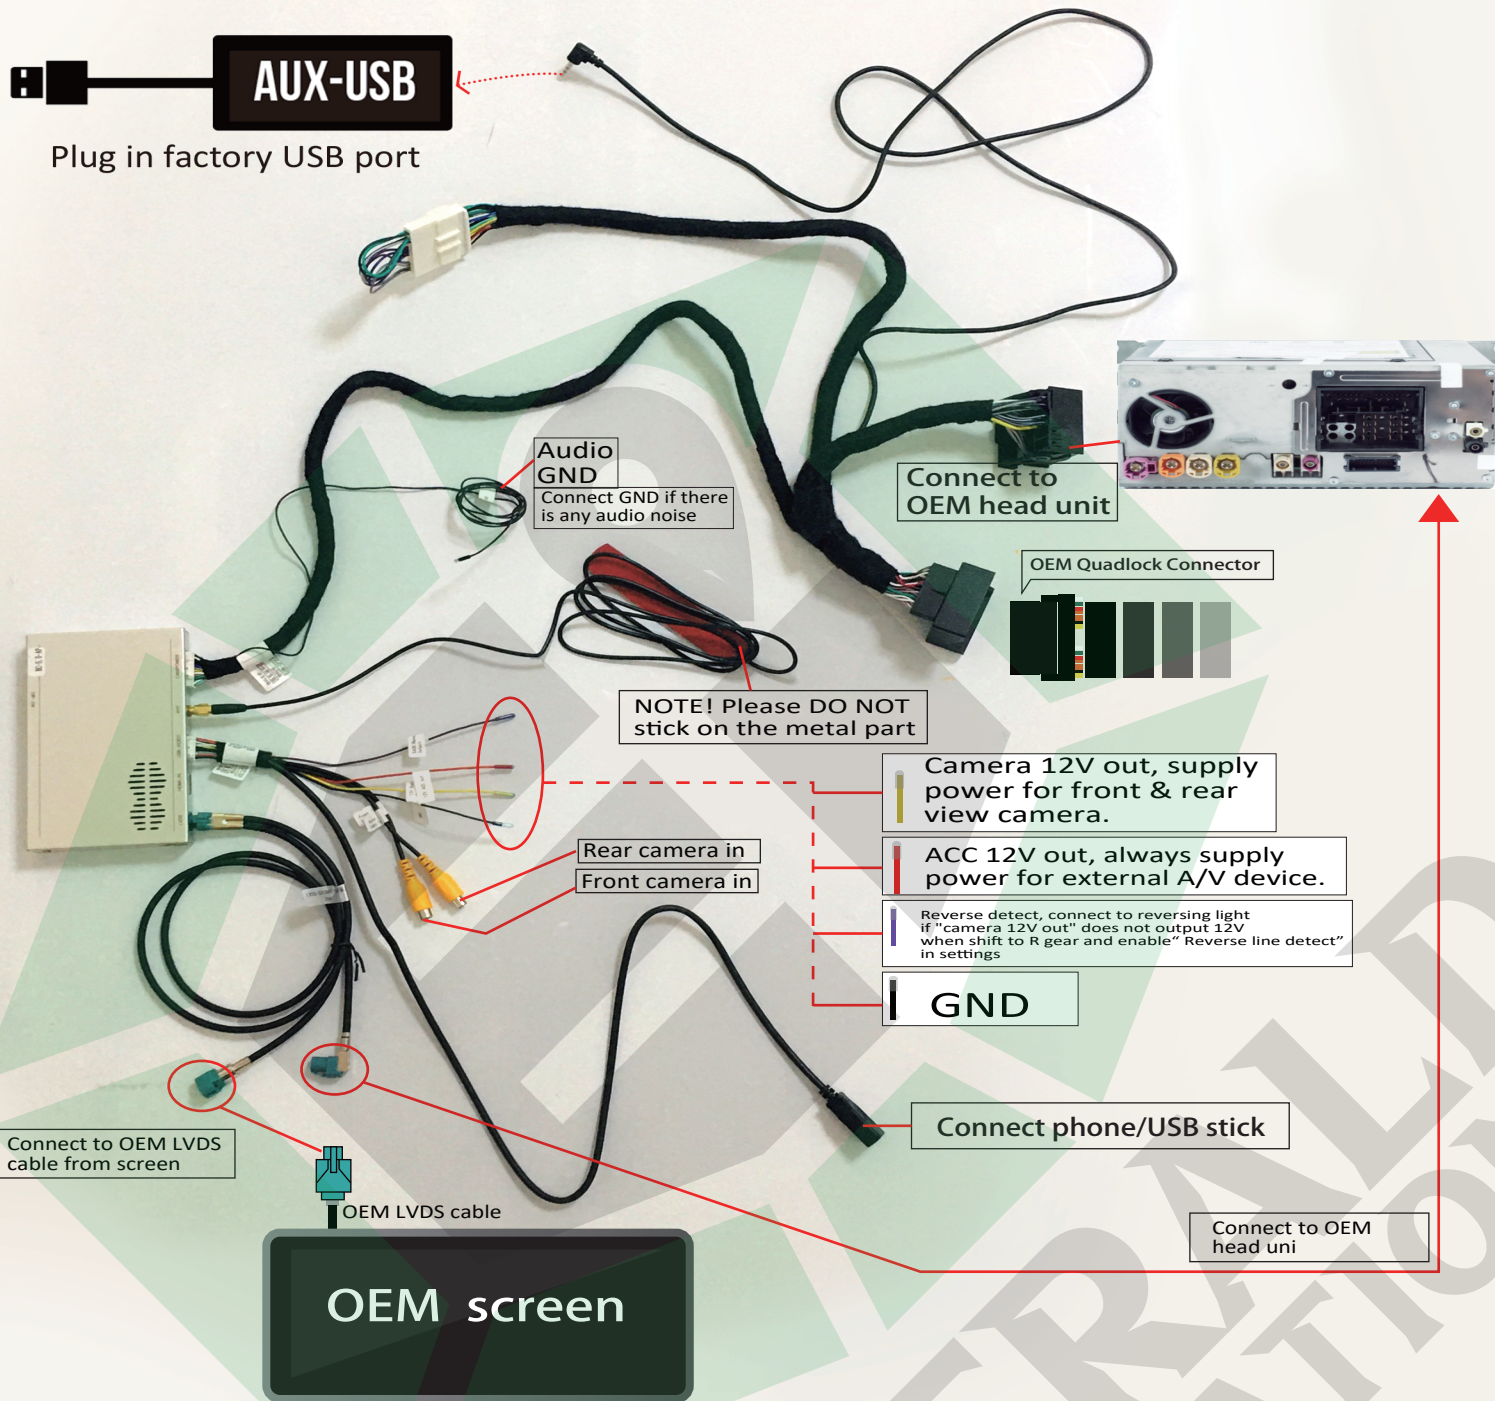 AUX-USB
Plug in factory USB port
Audio
GND
Connect GND if there
is any audio noise
Connect to
OEM head unit
OEM Quadlock Connector
NOTE! Please DO NOT
stick on the metal part
Camera 12V out, supply
power for front & rear
view camera.
ACC 12V out, always supply
power for external A/V device.
Reverse detect, connect to reversing light
if "camera 12V out" does not output 12V
when shift to R gear and enable“ Reverse line detect”
in settings
GND
Rear camera in
Front camera in
Connect phone/USB stick
Connect to OEM LVDS
cable from screen
OEM LVDS cable
Connect to OEM
head uni
OEM screen